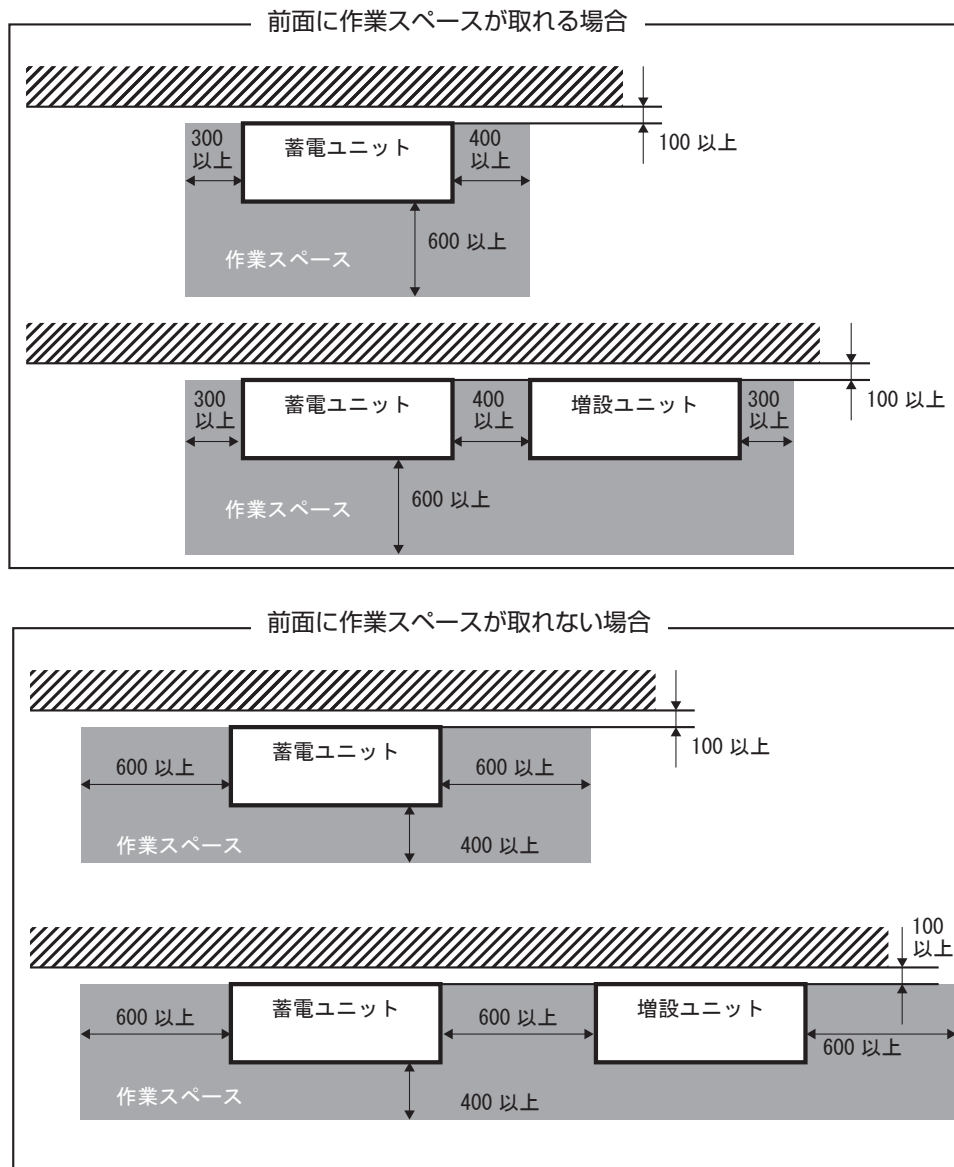 前面に作業スペースが取れる場合
300
以上
蓄電ユニット
400
以上
100 以上
600 以上
作業スペース
300
以上
蓄電ユニット
400
以上
増設ユニット
300
以上
100 以上
600 以上
作業スペース
前面に作業スペースが取れない場合
蓄電ユニット
100 以上
600 以上
600 以上
作業スペース
400 以上
100
以上
蓄電ユニット
増設ユニット
600 以上
600 以上
600 以上
作業スペース
400 以上